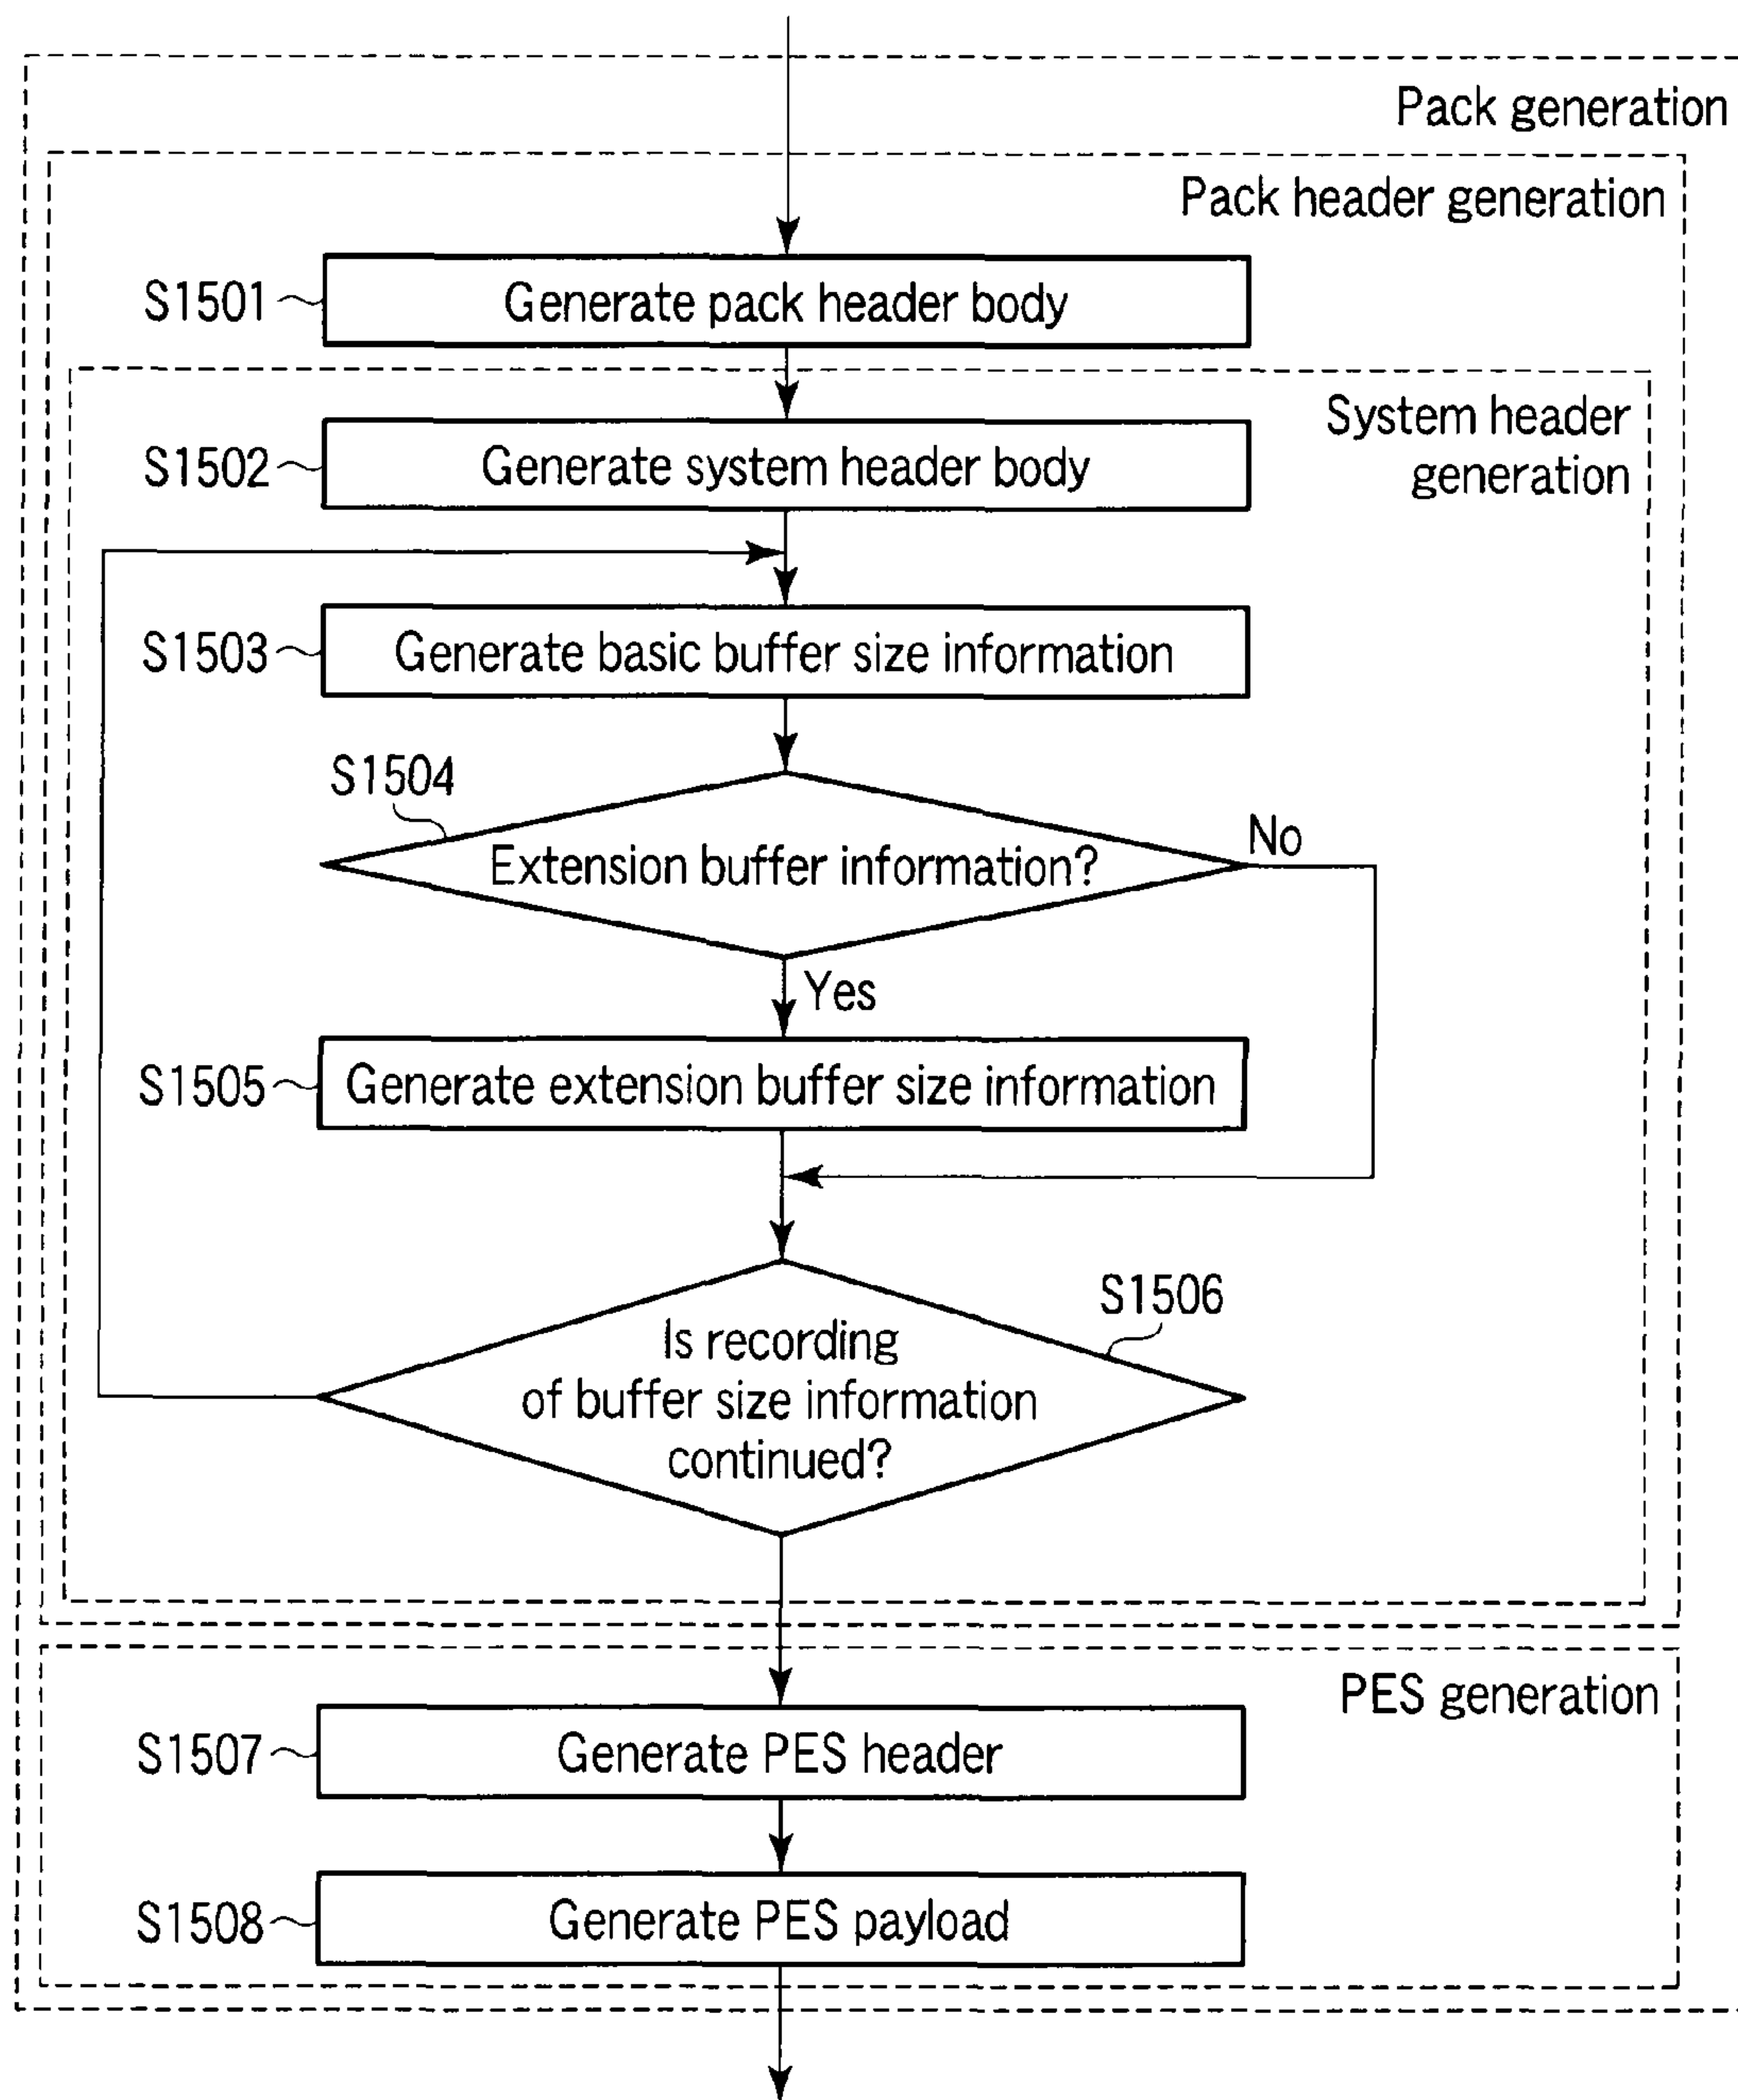 Pack generation
Pack header generation
S1501
Generate pack header body
System header
generation
S1502
Generate system header body
S1503
Generate basic buffer size information
S1504
Extension buffer information?
No
Yes
S1505
Generate extension buffer size information
S1506
Is recording
of buffer size information
continued?
PES generation
S1507
Generate PES header
S1508
Generate PES payload